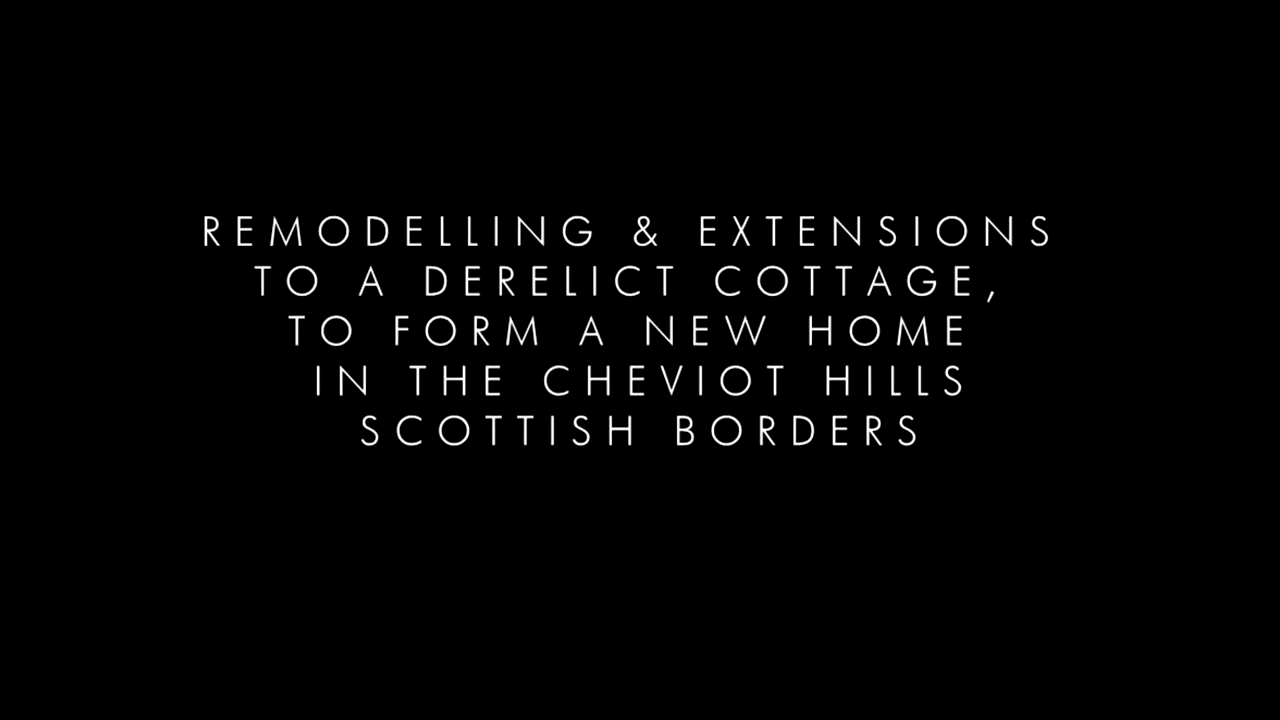 REMODELLING & EXTENSIONS
TO A DERELICT COTTAGE,
TO FORM A NEW HOME
IN THE CHEVIOT HILLS
SCOTTISH BORDERS